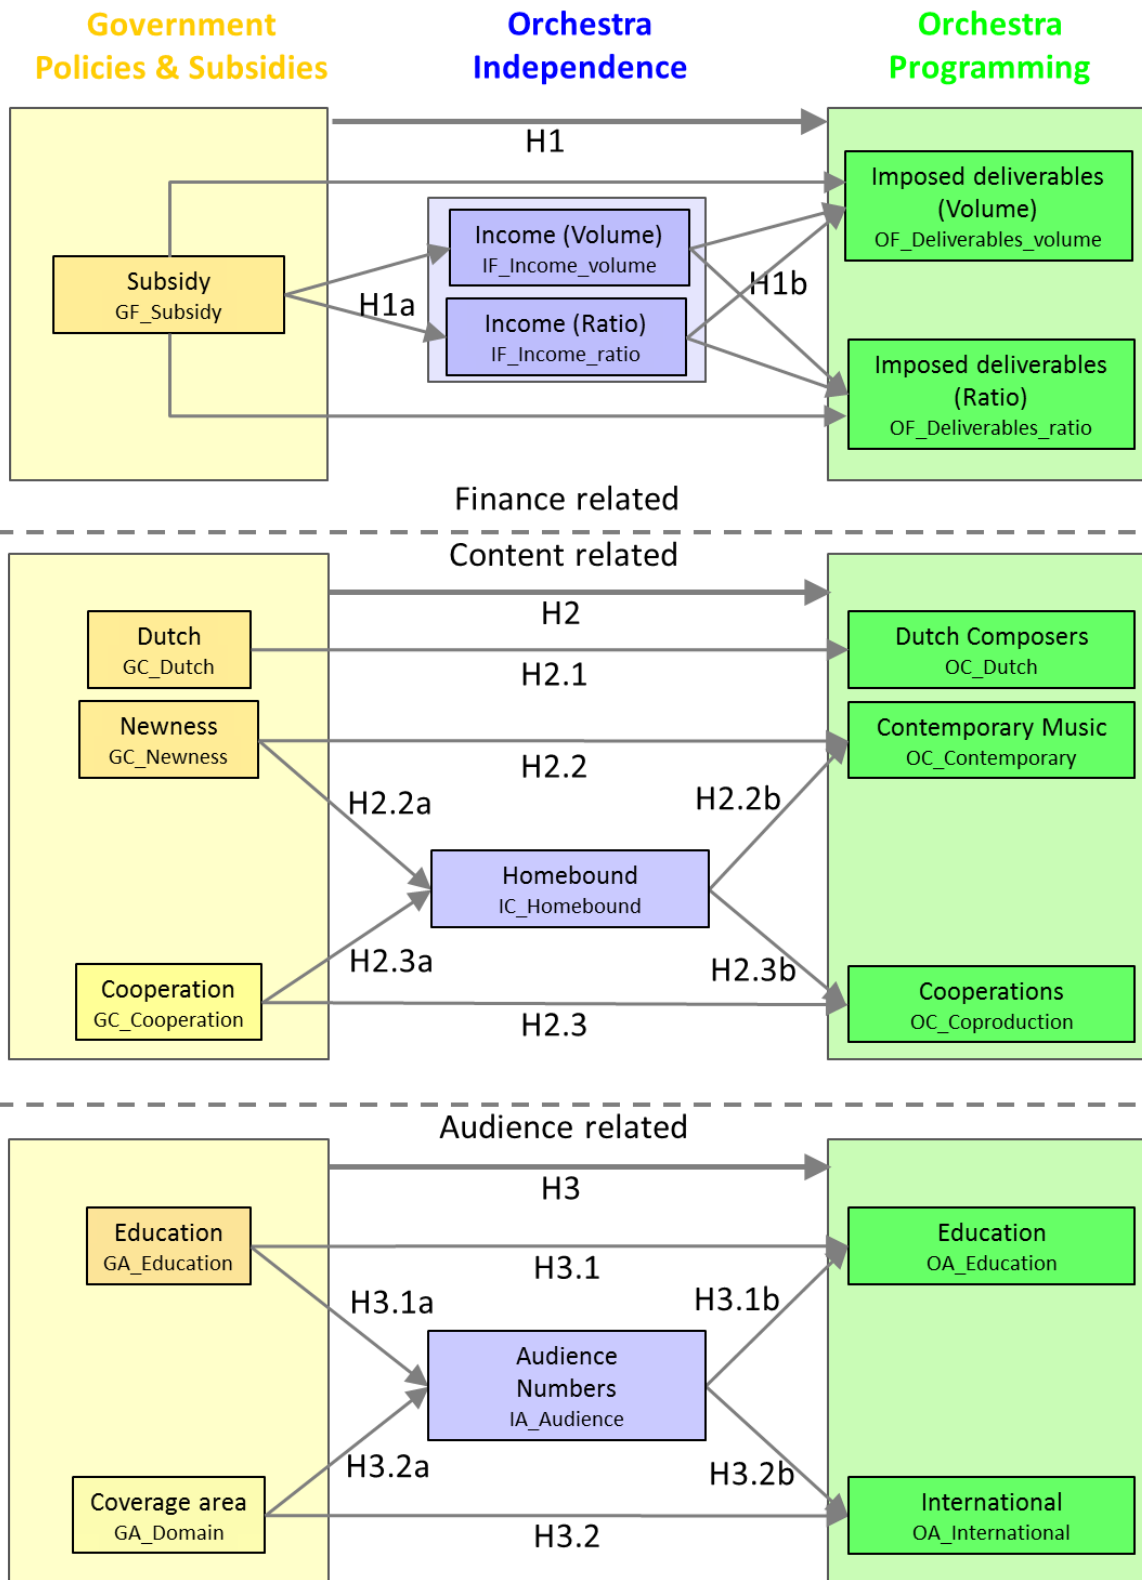 Government
Policies & Subsidies
Orchestra
Independence
Orchestra
Programming
H1
Imposed deliverables
(Volume)
OF_Deliverables_volume
Income (Volume)
IF_Income_volume
Subsidy
GF_Subsidy
H1a
H1b
Income (Ratio)
IF_Income_ratio
Imposed deliverables
(Ratio)
OF_Deliverables_ratio
Finance related
Content related
H2
Dutch
GC_Dutch
H2.1
Dutch Composers
OC_Dutch
Newness
GC_Newness
H2.2
Contemporary Music
OC_Contemporary
H2.2a
H2.2b
Homebound
IC_Homebound
H2.3a
H2.3b
Cooperation
GC_Cooperation
H2.3
Cooperations
OC_Coproduction
Audience related
H3
Education
GA_Education
H3.1
Education
OA_Education
H3.1a
H3.1b
Audience
Numbers
IA_Audience
H3.2a
H3.2b
Coverage area
GA_Domain
H3.2
International
OA_International